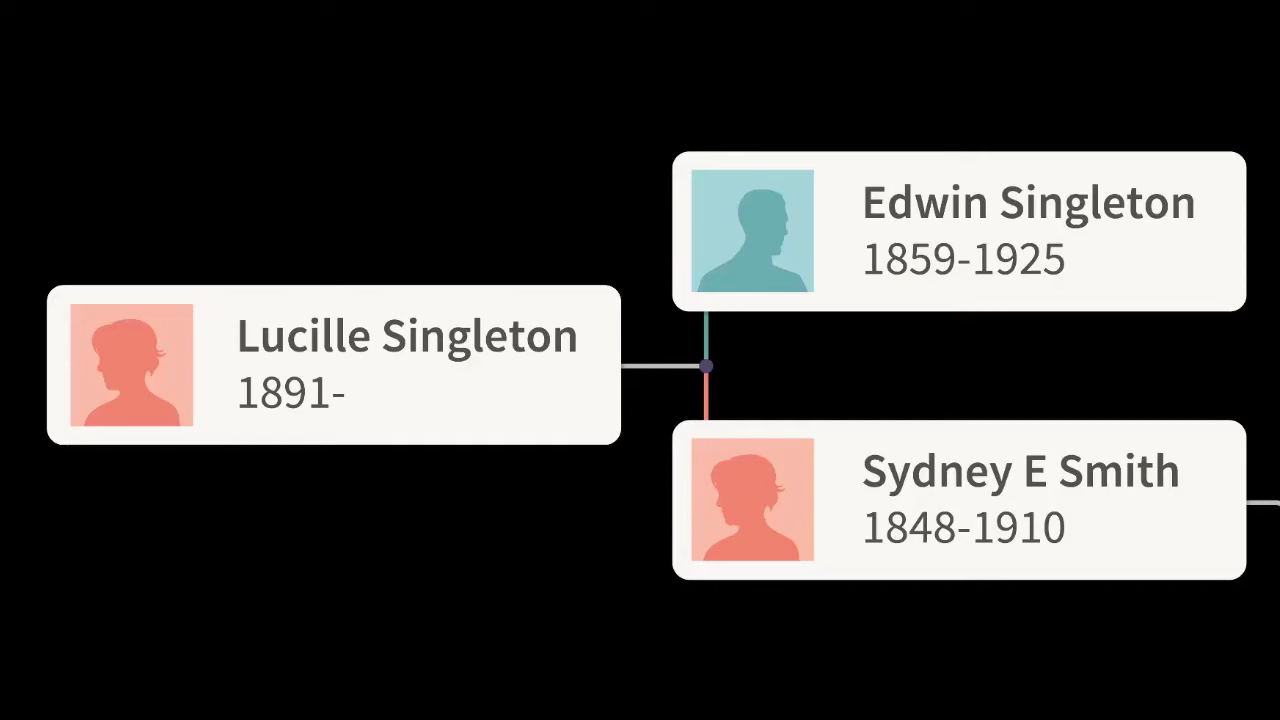 Edwin Singleton
1859-1925
Lucille Singleton
1891-
Sydney E Smith
1848-1910